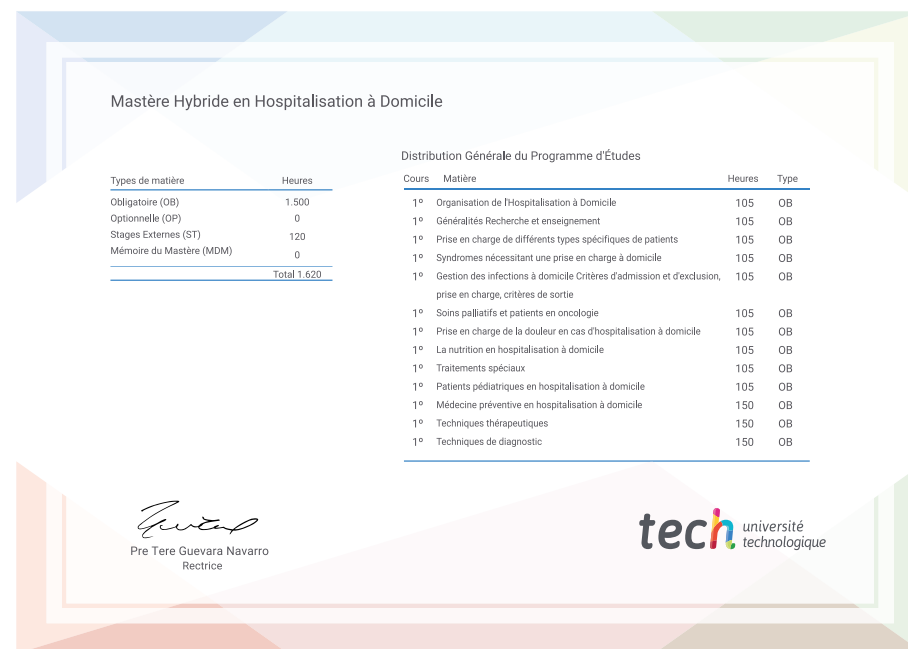 Mastère Hybride en Hospitalisation à Domicile
Types de matière Heures
Obligatoire (OB) 1.500
Optionnelle (OP) 0
Stages Externes (ST) 120
Mémoire du Mastère (MDM) 0
Total 1.620
Distribution Générale du Programme d'Études
Cours Matière Heures Type
1º Organisation de l'Hospitalisation à Domicile 105 OB
1º Généralités Recherche et enseignement 105 OB
1º Prise en charge de différents types spécifiques de patients 105 OB
1º Syndromes nécessitant une prise en charge à domicile 105 OB
1º Gestion des infections à domicile Critères d'admission et d'exclusion, 105 OB
prise en charge, critères de sortie
1º Soins palliatifs et patients en oncologie 105 OB
1º Prise en charge de la douleur en cas d'hospitalisation à domicile 105 OB
1º La nutrition en hospitalisation à domicile 105 OB
1º Traitements spéciaux 105 OB
1º Patients pédiatriques en hospitalisation à domicile 105 OB
1º Médecine préventive en hospitalisation à domicile 150 OB
1º Techniques thérapeutiques 150 OB
1º Techniques de diagnostic 150 OB
Pre Tere Guevara Navarro
Rectrice
tech université
technologique